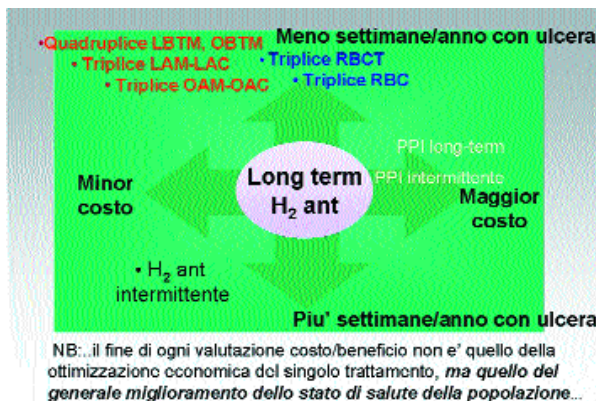 •Quadruplice LBTM, OBTM
Meno settimane/anno con ulcera
• Triplice LAM-LAC
• Triplice RBCT
• Triplice OAM-OAC
• Triplice RBC
PPI long-term
PPI intermittente
Minor
costo
Long term
H₂ ant
Maggior
costo
• H₂ ant
intermittente
Piu' settimane/anno con ulcera
NB:..il fine di ogni valutazione costo/beneficio non e' quello della
ottimizzazione economica del singolo trattamento, ma quello del
generale miglioramento dello stato di salute della popolazione...